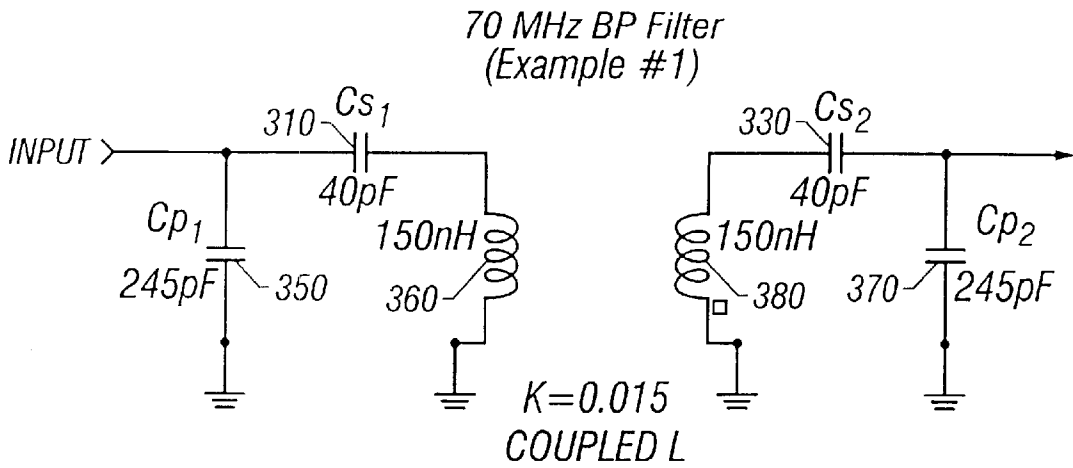 70 MHz BP Filter
(Example #1)
INPUT
310
Cs1
40pF
330
Cs2
40pF
Cp1
245pF
350
150nH
360
150nH
380
370
Cp2
245pF
K=0.015
COUPLED L